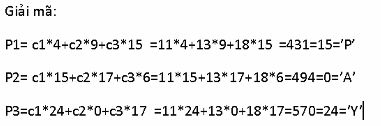 Giải mã:
P1= c1*4+c2*9+c3*15 =11*4+13*9+18*15 =431=15='P'
P2= c1*15+c2*17+c3*6=11*15+13*17+18*6=494=0='A'
P3=c1*24+c2*0+c3*17 =11*24+13*0+18*17=570=24='Y'